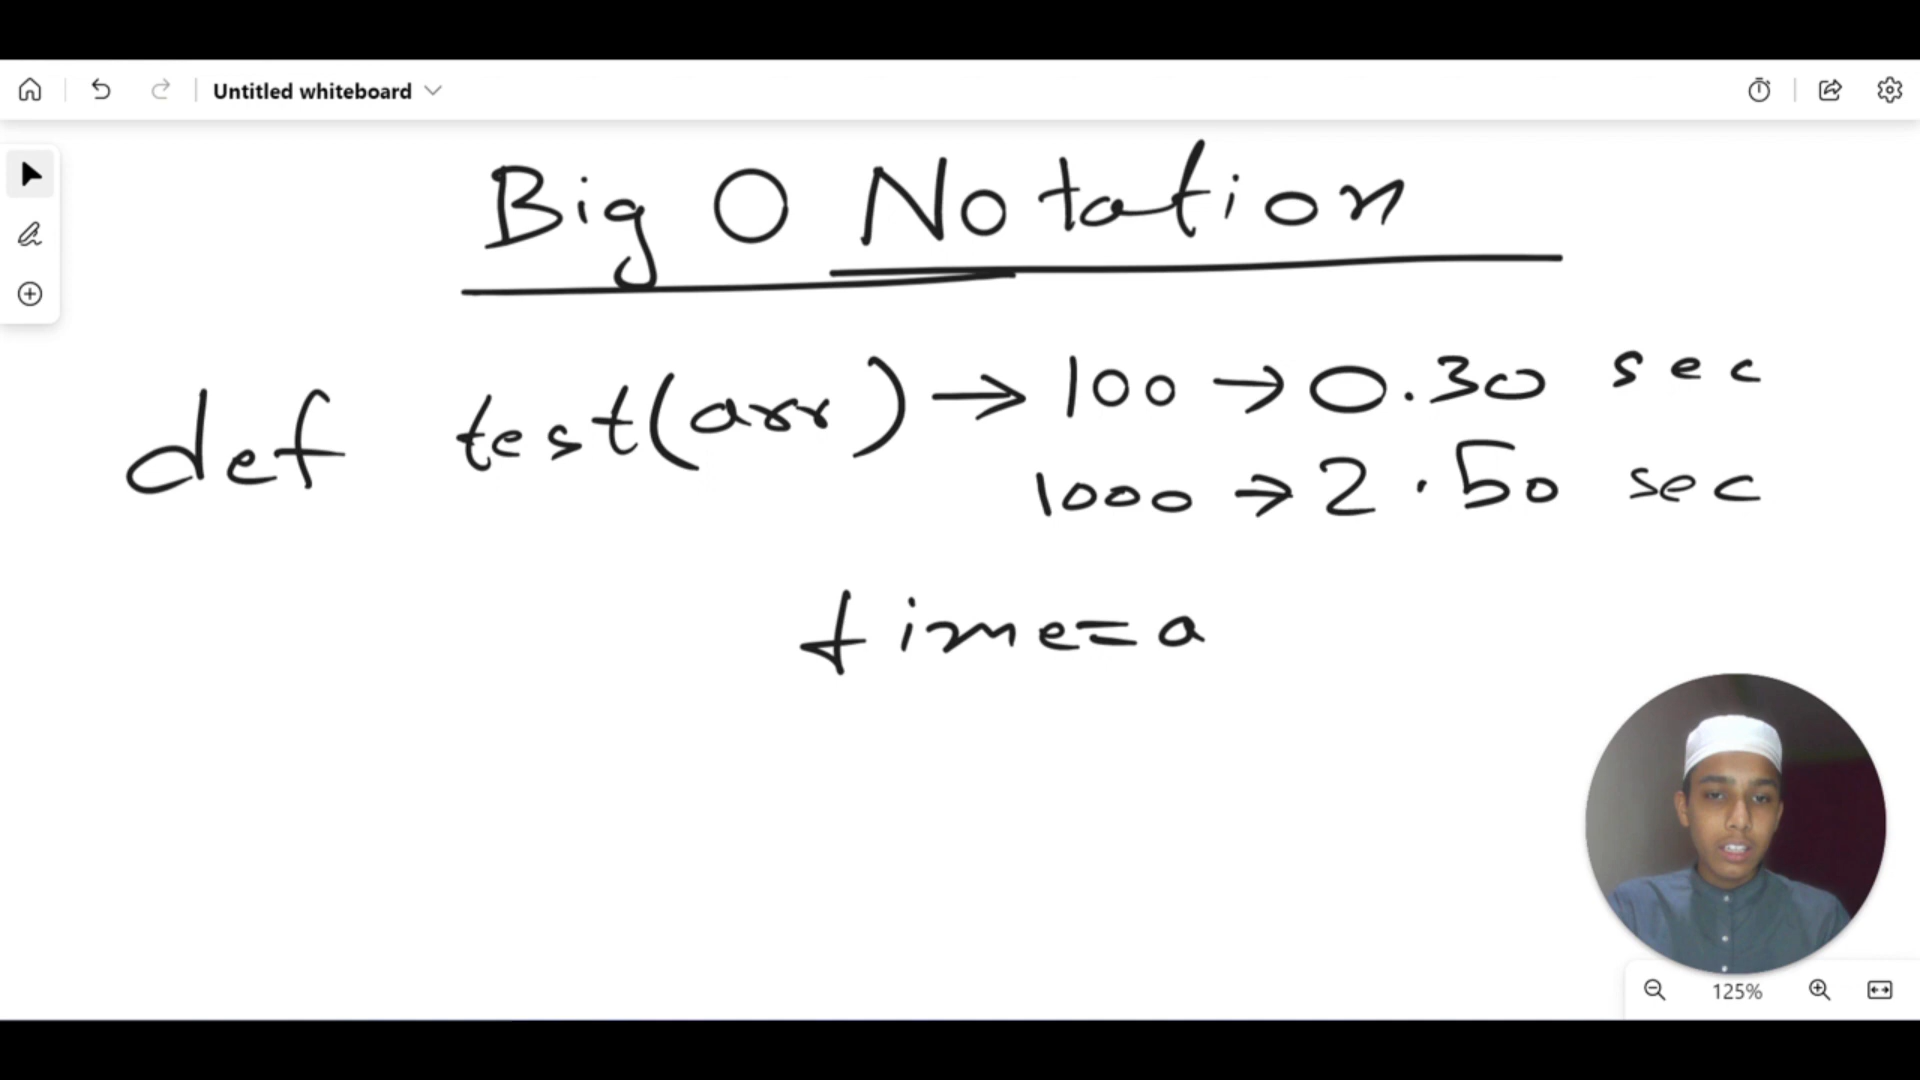 Untitled whiteboard
Big O Notation
def test(arr) → 100 → 0.30 sec
1000 → 2.50 sec
time=a
125%